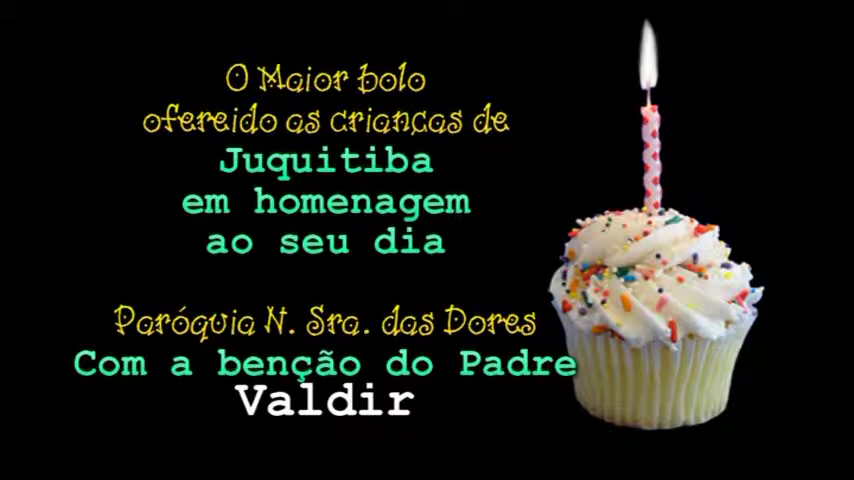 O Maior bolo
ofereido as crianças de
Juquitiba
em homenagem
ao seu dia
Paróquia N. Sra. das Dores
Com a benção do Padre
Valdir